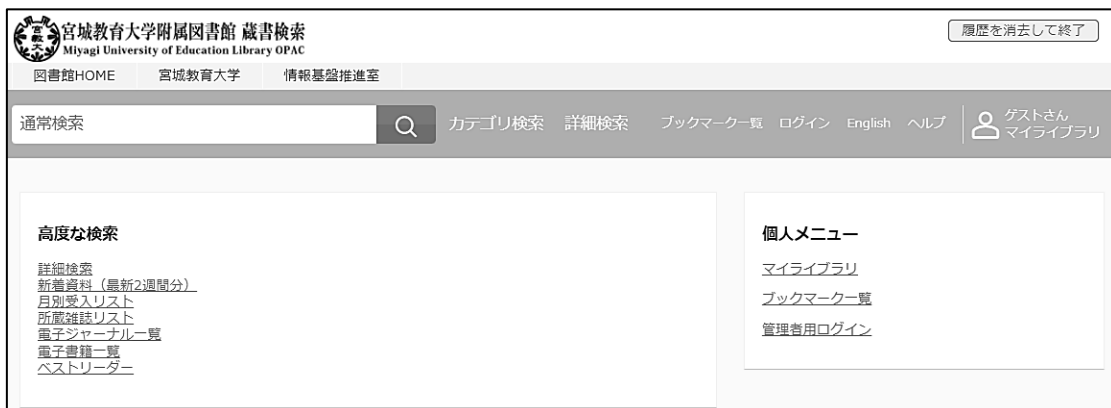 宮城教育大学附属図書館 蔵書検索
Miyagi University of Education Library OPAC
履歴を消去して終了
図書館HOME 宮城教育大学 情報基盤推進室
通常検索 カテゴリ検索 詳細検索 ブックマーク一覧 ログイン English ヘルプ ゲストさん
マイライブラリ
高度な検索
詳細検索
新着資料（最新2週間分）
月別受入リスト
所蔵雑誌リスト
電子ジャーナル一覧
電子書籍一覧
ベストリーダー
個人メニュー
マイライブラリ
ブックマーク一覧
管理者用ログイン